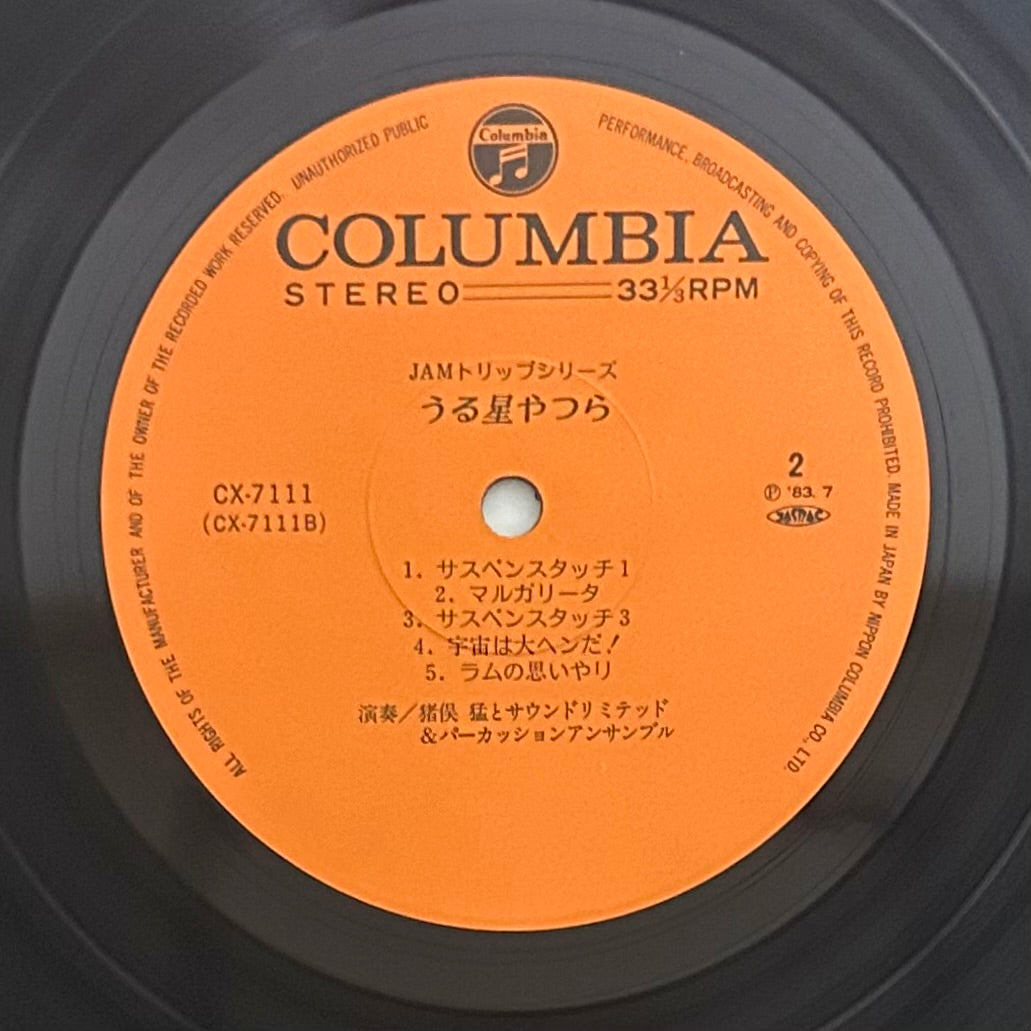 Columbia
COLUMBIA
STEREO 33⅓RPM
JAMトリップシリーズ
うる星やつら
CX-7111
(CX-7111B)
2
Ⓟ '83. 7
JASRAC
1. サスペンスタッチ1
2. マルガリータ
3. サスペンスタッチ3
4. 宇宙は大ヘンだ!
5. ラムの思いやり
演奏/猪俣 猛とサウンドリミテッド
&パーカッションアンサンブル
ALL RIGHTS OF THE MANUFACTURER AND OF THE OWNER OF THE RECORDED WORK RESERVED. UNAUTHORIZED PUBLIC PERFORMANCE, BROADCASTING AND COPYING OF THIS RECORD PROHIBITED. MADE IN JAPAN BY NIPPON COLUMBIA CO., LTD.